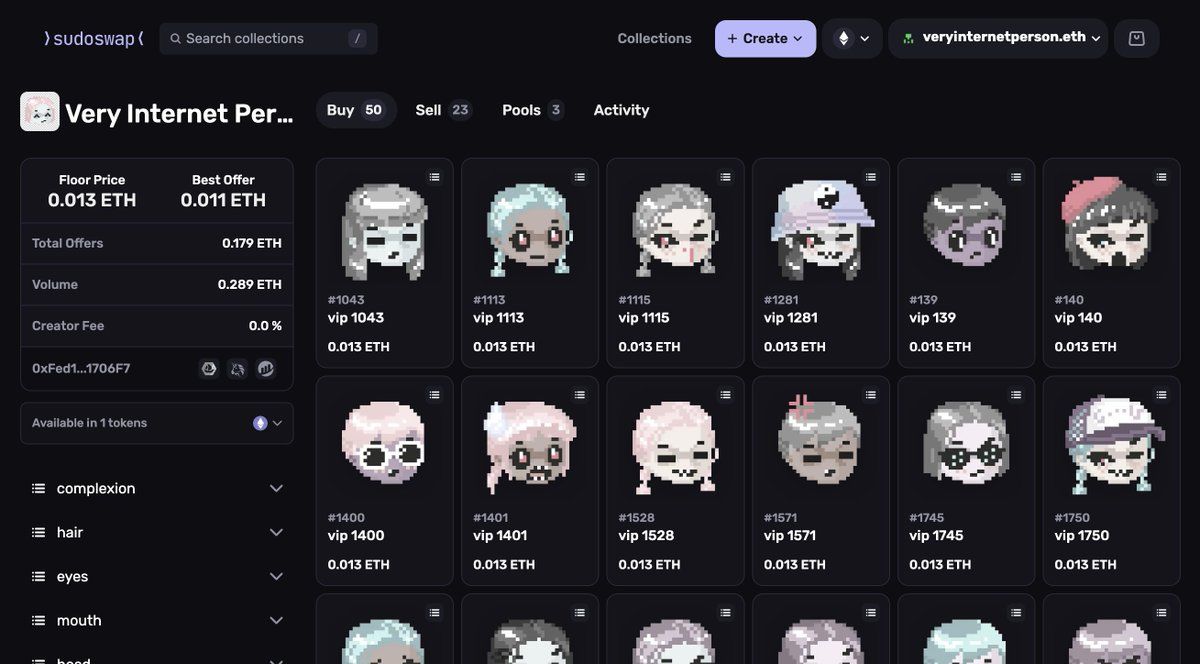 sudoswap
Search collections /
Collections
+ Create
veryinternetperson.eth
Very Internet Per...
Buy 50
Sell 23
Pools 3
Activity
Floor Price
0.013 ETH
Best Offer
0.011 ETH
Total Offers
0.179 ETH
Volume
0.289 ETH
Creator Fee
0.0 %
0xFed1...1706F7
Available in 1 tokens
complexion
hair
eyes
mouth
head
#1043
vip 1043
0.013 ETH
#1113
vip 1113
0.013 ETH
#1115
vip 1115
0.013 ETH
#1281
vip 1281
0.013 ETH
#139
vip 139
0.013 ETH
#140
vip 140
0.013 ETH
#1400
vip 1400
0.013 ETH
#1401
vip 1401
0.013 ETH
#1528
vip 1528
0.013 ETH
#1571
vip 1571
0.013 ETH
#1745
vip 1745
0.013 ETH
#1750
vip 1750
0.013 ETH